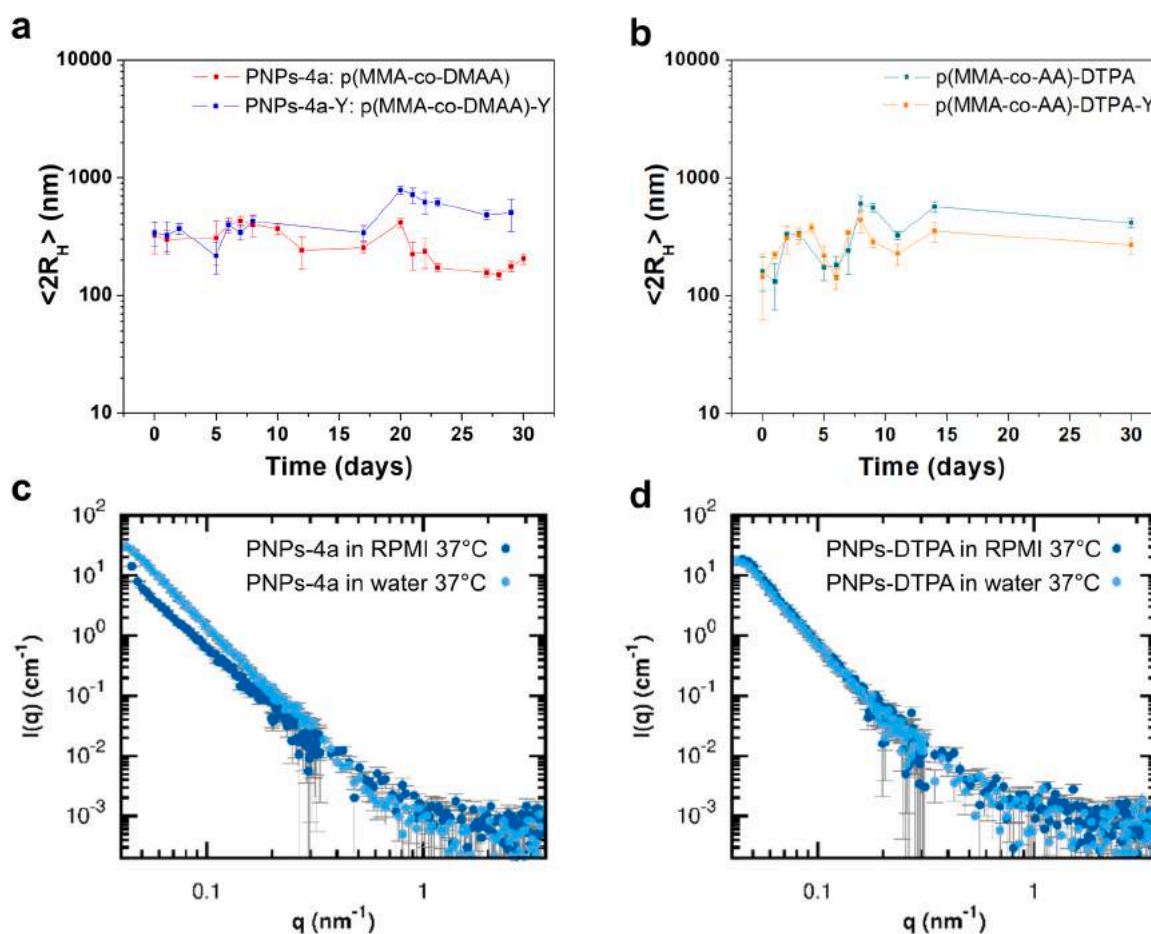 a
10000
1000
100
10
<2R_H> (nm)
PNPs-4a: p(MMA-co-DMAA)
PNPs-4a-Y: p(MMA-co-DMAA)-Y
0 5 10 15 20 25 30
Time (days)
b
10000
1000
100
10
<2R_H> (nm)
p(MMA-co-AA)-DTPA
p(MMA-co-AA)-DTPA-Y
0 5 10 15 20 25 30
Time (days)
c
10^2
10^1
10^0
10^-1
10^-2
10^-3
I(q) (cm^-1)
PNPs-4a in RPMI 37°C
PNPs-4a in water 37°C
0.1 1
q (nm^-1)
d
10^2
10^1
10^0
10^-1
10^-2
10^-3
I(q) (cm^-1)
PNPs-DTPA in RPMI 37°C
PNPs-DTPA in water 37°C
0.1 1
q (nm^-1)